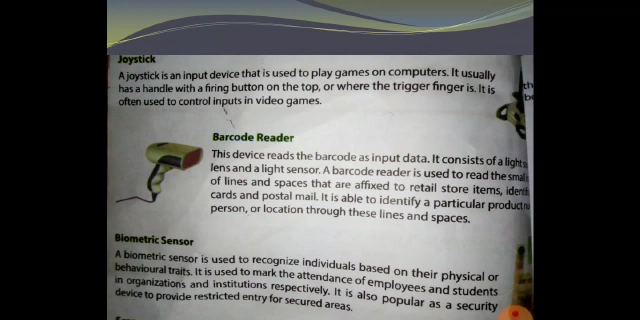 Joystick
A joystick is an input device that is used to play games on computers. It usually
has a handle with a firing button on the top, or where the trigger finger is. It is
often used to control inputs in video games.
Barcode Reader
This device reads the barcode as input data. It consists of a light
lens and a light sensor. A barcode reader is used to read the small
of lines and spaces that are affixed to retail store items,
cards and postal mail. It is able to identify a particular product
person, or location through these lines and spaces.
Biometric Sensor
A biometric sensor is used to recognize individuals based on their physical or
behavioural traits. It is used to mark the attendance of employees and students
in organizations and institutions respectively. It is also popular as a security
device to provide restricted entry for secured areas.